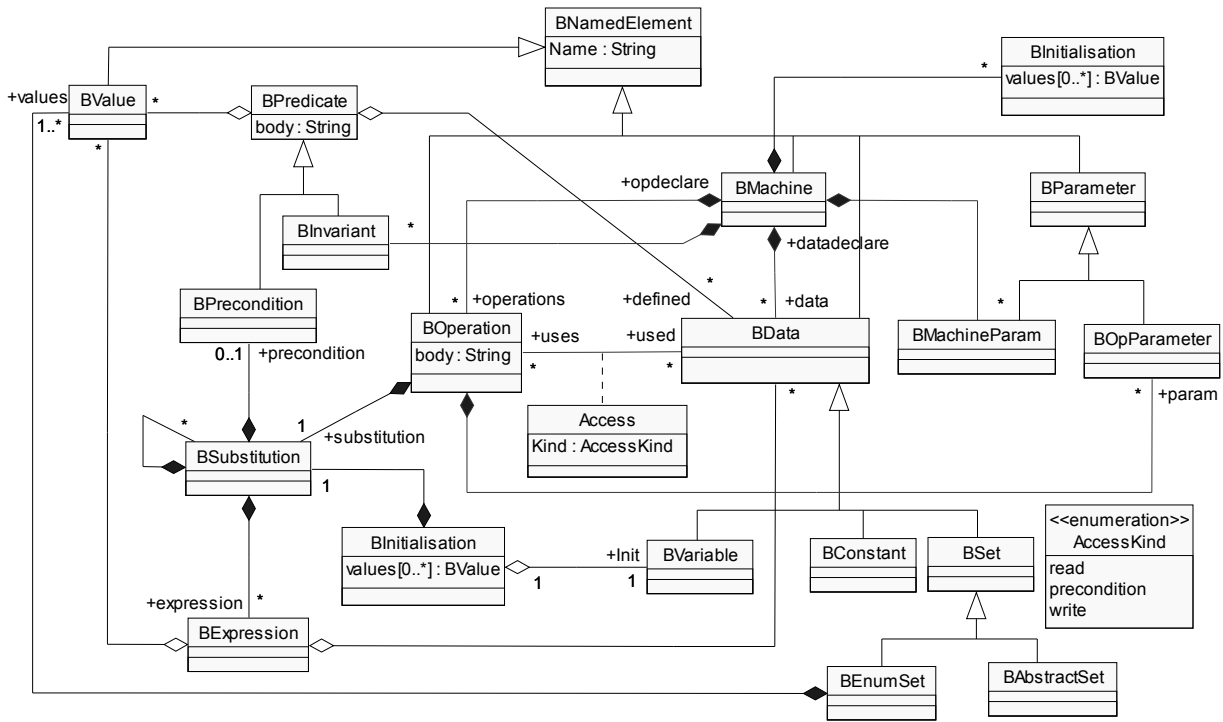 BNamedElement
Name : String
BInitialisation
values[0..*] : BValue
*
+values
1..*
BValue
*
*
BPredicate
body : String
+opdeclare
BMachine
BParameter
BInvariant
*
+datadeclare
BPrecondition
0..1
+precondition
*
+operations
+defined
*
*
+data
*
BOperation
body : String
+uses
*
+used
*
BData
*
BMachineParam
BOpParameter
*
+param
Access
Kind : AccessKind
1
+substitution
*
BSubstitution
1
BInitialisation
values[0..*] : BValue
1
+Init
1
BVariable
BConstant
BSet
<<enumeration>>
AccessKind
read
precondition
write
+expression
*
BExpression
BEnumSet
BAbstractSet